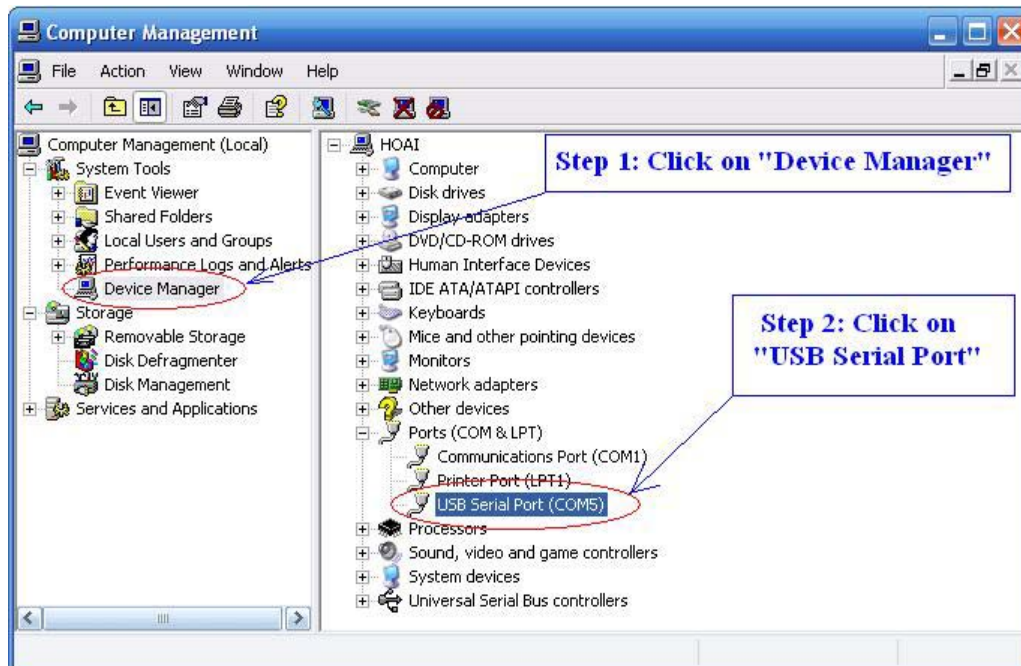 Computer Management
File Action View Window Help
Computer Management (Local)
System Tools
Event Viewer
Shared Folders
Local Users and Groups
Performance Logs and Alerts
Device Manager
Storage
Removable Storage
Disk Defragmenter
Disk Management
Services and Applications
HOAI
Computer
Disk drives
Display adapters
DVD/CD-ROM drives
Human Interface Devices
IDE ATA/ATAPI controllers
Keyboards
Mice and other pointing devices
Monitors
Network adapters
Other devices
Ports (COM & LPT)
Communications Port (COM1)
Printer Port (LPT1)
USB Serial Port (COM5)
Processors
Sound, video and game controllers
System devices
Universal Serial Bus controllers
Step 1: Click on "Device Manager"
Step 2: Click on
"USB Serial Port"